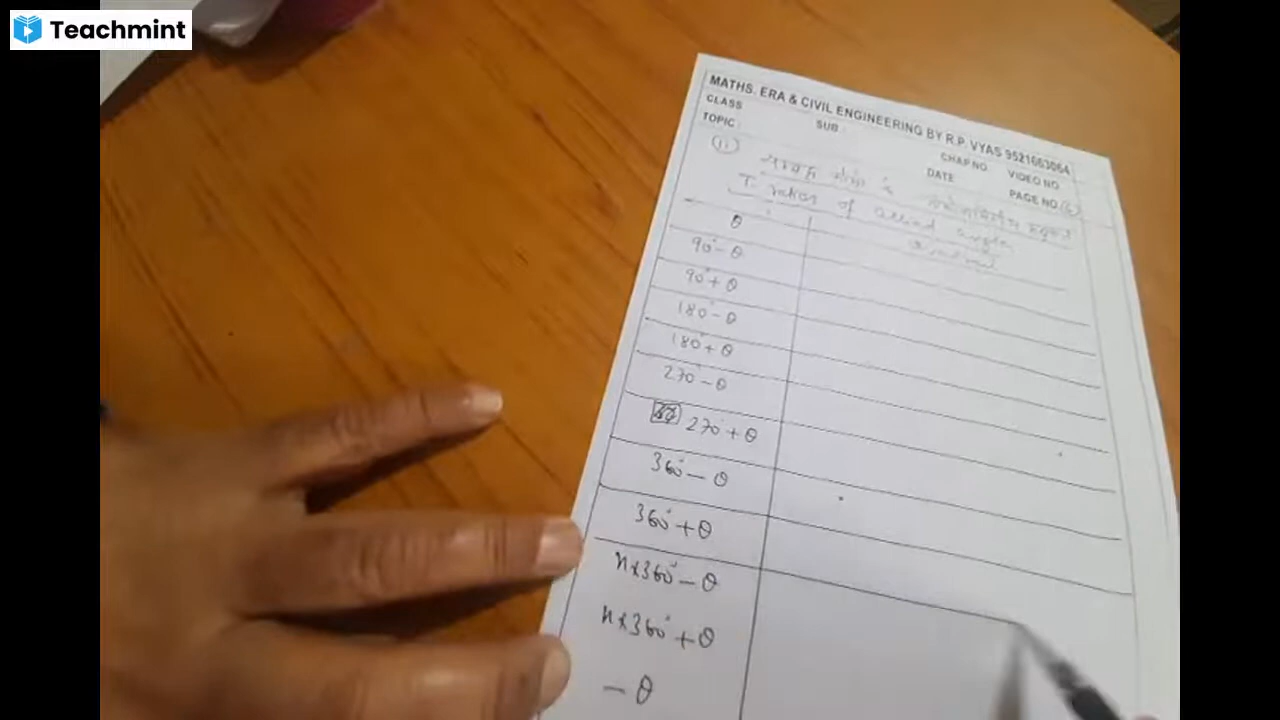 Teachmint
MATHS. ERA & CIVIL ENGINEERING BY R.P. VYAS 9521663064
CLASS SUB : CHAP NO. VIDEO NO.
TOPIC : DATE PAGE NO.
T. ratios of allied angles
θ
90°-θ
90°+θ
180°-θ
180°+θ
270°-θ
270°+θ
360°-θ
360°+θ
n×360°-θ
n×360°+θ
-θ